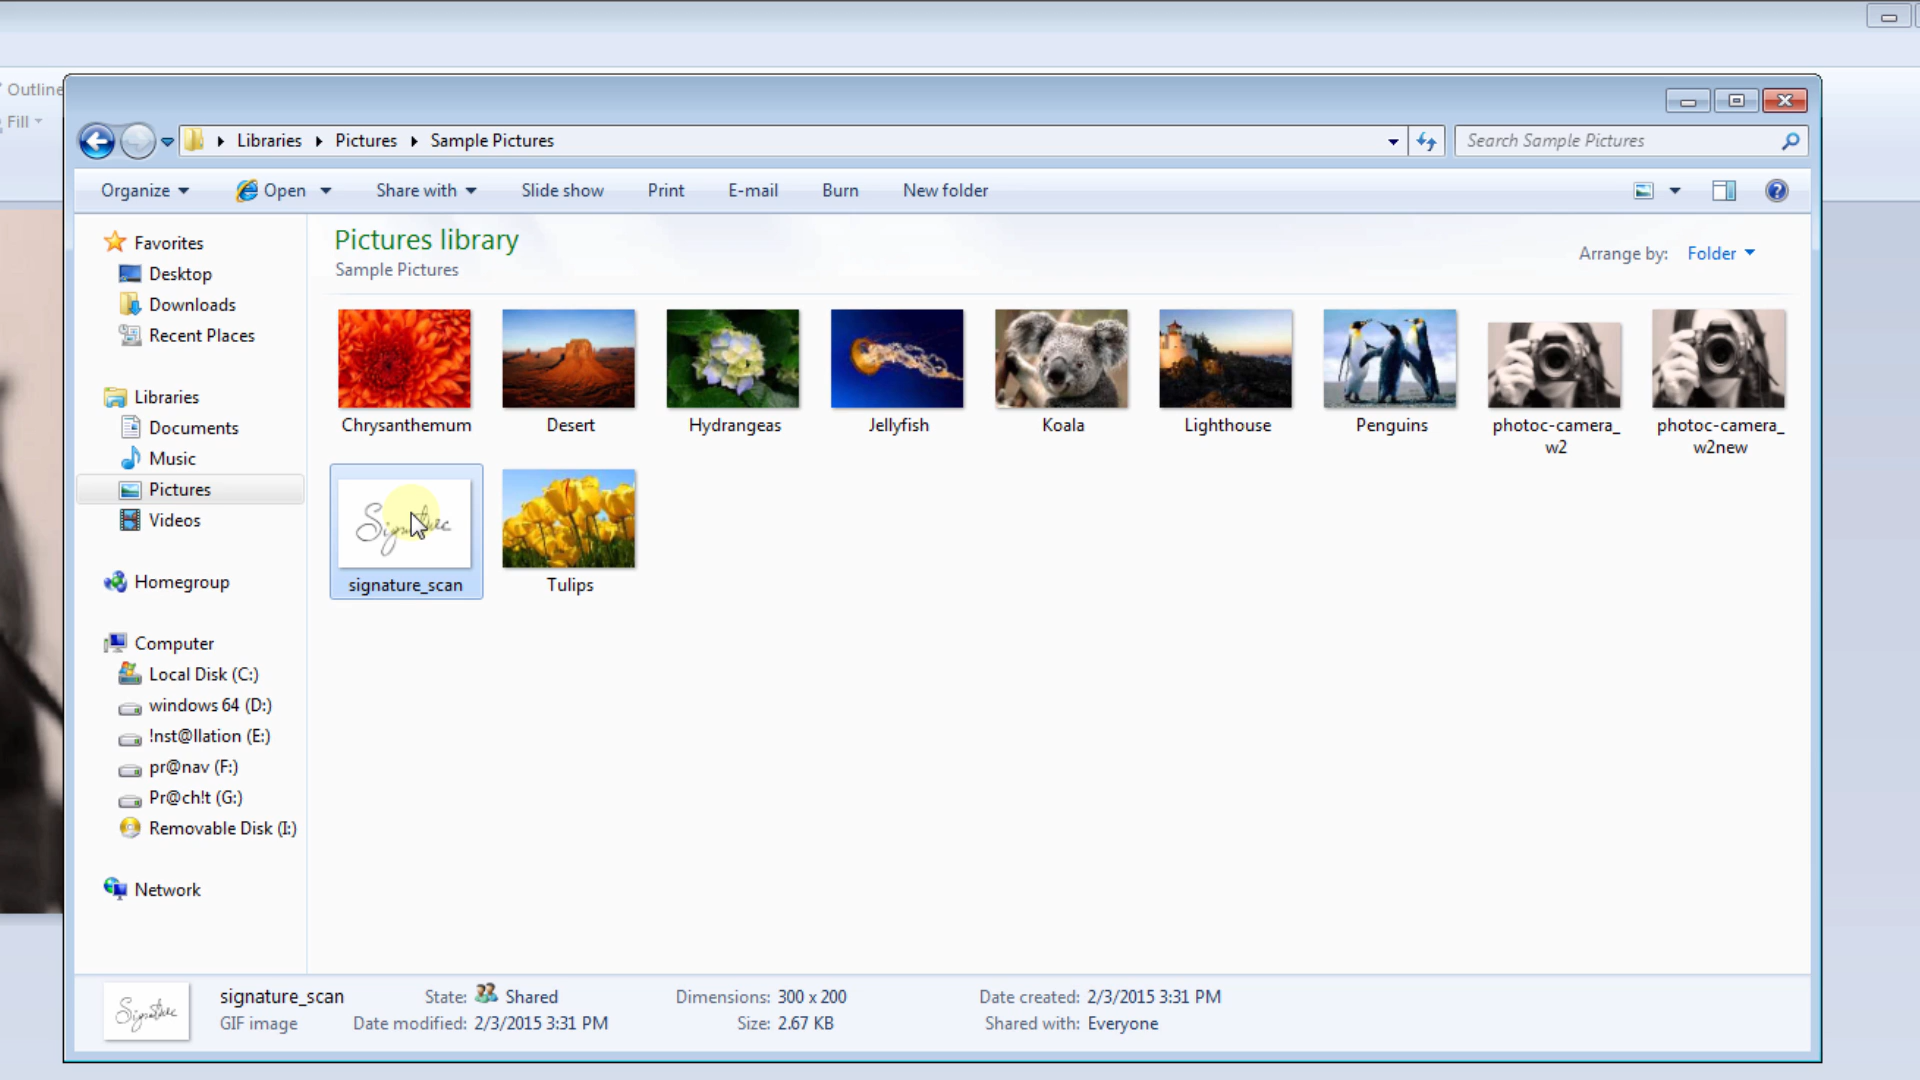 Outline
Fill
Libraries Pictures Sample Pictures
Search Sample Pictures
Organize Open Share with Slide show Print E-mail Burn New folder
Pictures library
Sample Pictures
Arrange by: Folder
Favorites
Desktop
Downloads
Recent Places
Libraries
Documents
Music
Pictures
Videos
Homegroup
Computer
Local Disk (C:)
windows 64 (D:)
!nst@llation (E:)
pr@nav (F:)
Pr@ch!t (G:)
Removable Disk (I:)
Network
Chrysanthemum Desert Hydrangeas Jellyfish Koala Lighthouse Penguins photoc-camera_w2 photoc-camera_w2new
Signature
signature_scan Tulips
Signature
signature_scan State: Shared Dimensions: 300 x 200 Date created: 2/3/2015 3:31 PM
GIF image Date modified: 2/3/2015 3:31 PM Size: 2.67 KB Shared with: Everyone